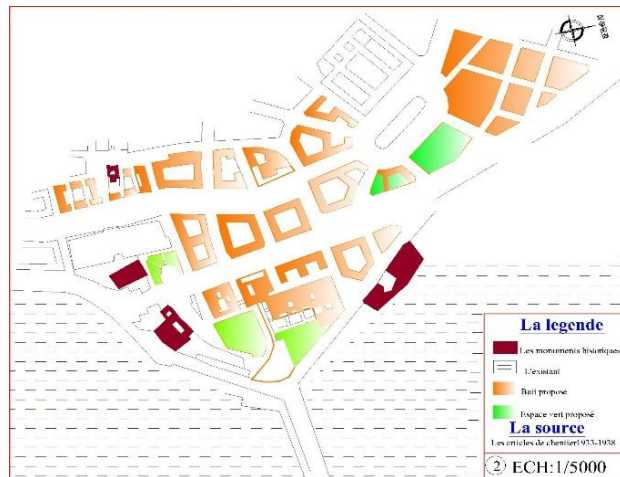 La legende
Les monuments historiques
L'existant
Bati proposé
Espace vert proposé
La source
Les articles de chentier1933-1938
2 ECH:1/5000